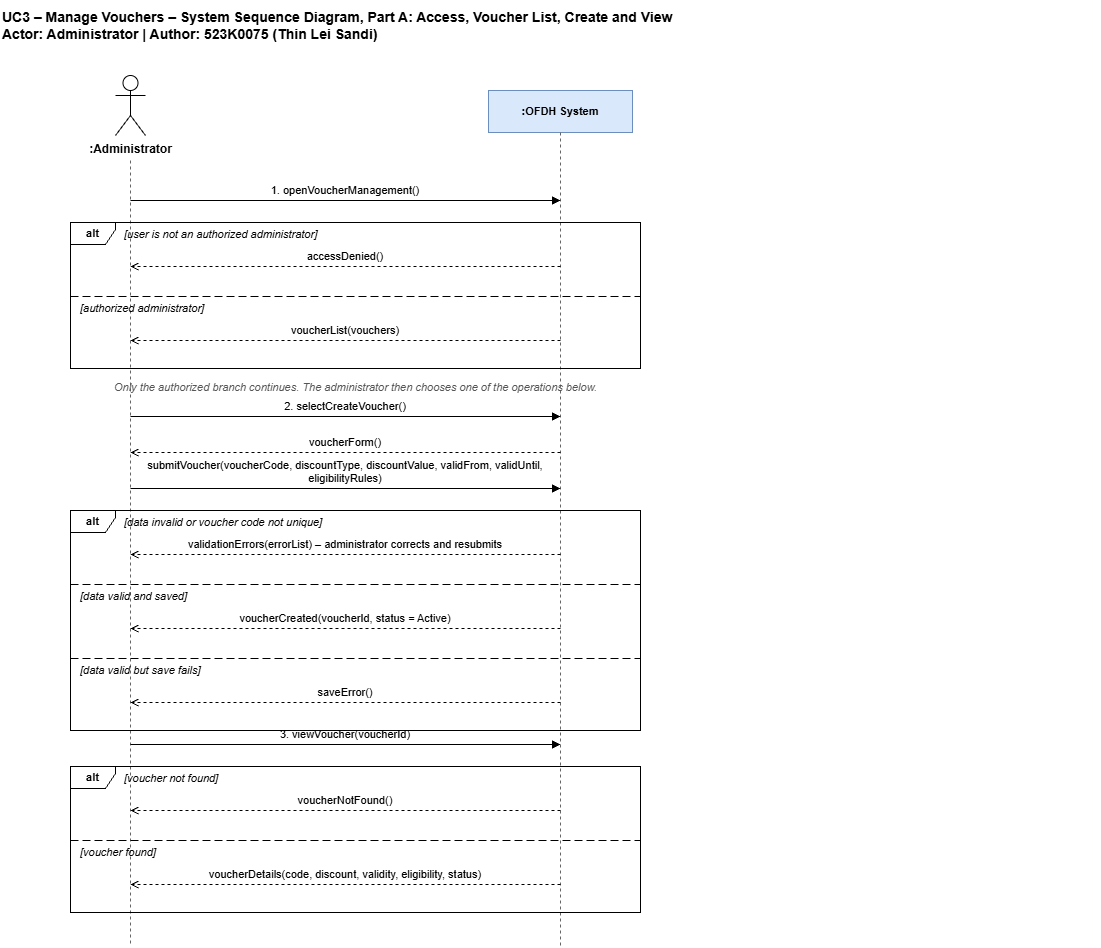 UC3 – Manage Vouchers – System Sequence Diagram, Part A: Access, Voucher List, Create and View
Actor: Administrator | Author: 523K0075 (Thin Lei Sandi)
:OFDH System
:Administrator
1. openVoucherManagement()
alt
[user is not an authorized administrator]
accessDenied()
[authorized administrator]
voucherList(vouchers)
Only the authorized branch continues. The administrator then chooses one of the operations below.
2. selectCreateVoucher()
voucherForm()
submitVoucher(voucherCode, discountType, discountValue, validFrom, validUntil,
eligibilityRules)
alt
[data invalid or voucher code not unique]
validationErrors(errorList) – administrator corrects and resubmits
[data valid and saved]
voucherCreated(voucherId, status = Active)
[data valid but save fails]
saveError()
3. viewVoucher(voucherId)
alt
[voucher not found]
voucherNotFound()
[voucher found]
voucherDetails(code, discount, validity, eligibility, status)